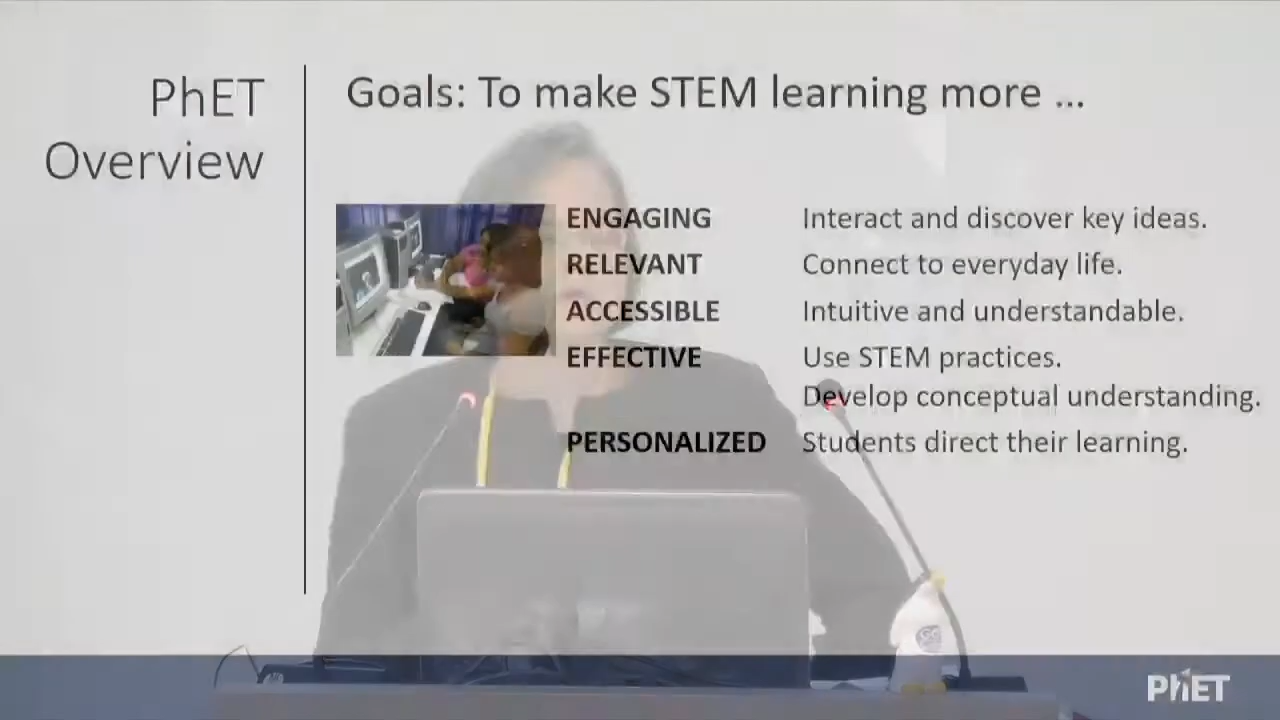 PhET
Overview
Goals: To make STEM learning more ...
ENGAGING Interact and discover key ideas.
RELEVANT Connect to everyday life.
ACCESSIBLE Intuitive and understandable.
EFFECTIVE Use STEM practices.
Develop conceptual understanding.
PERSONALIZED Students direct their learning.
PhET